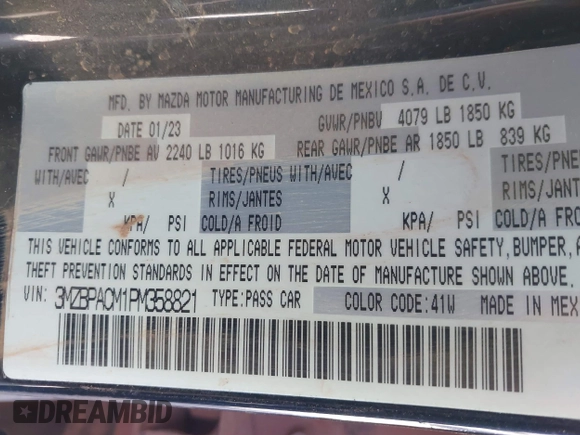 MFD. BY MAZDA MOTOR MANUFACTURING DE MEXICO S.A. DE C.V.
DATE 01/23 GVWR/PNBV 4079 LB 1850 KG
FRONT GAWR/PNBE AV 2240 LB 1016 KG REAR GAWR/PNBE AR 1850 LB 839 KG
WITH/AVEC / TIRES/PNEUS WITH/AVEC / TIRES/PN
X RIMS/JANTES X RIMS/JAN
KPA/ PSI COLD/A FROID KPA/ PSI COLD/A F
THIS VEHICLE CONFORMS TO ALL APPLICABLE FEDERAL MOTOR VEHICLE SAFETY, BUMPER, A
THEFT PREVENTION STANDARDS IN EFFECT ON THE DATE OF MANUFACTURE SHOWN ABOVE.
VIN: 3MZBPACM1PM358821 TYPE:PASS CAR COLOR CODE:41W MADE IN MEX
DREAMBID